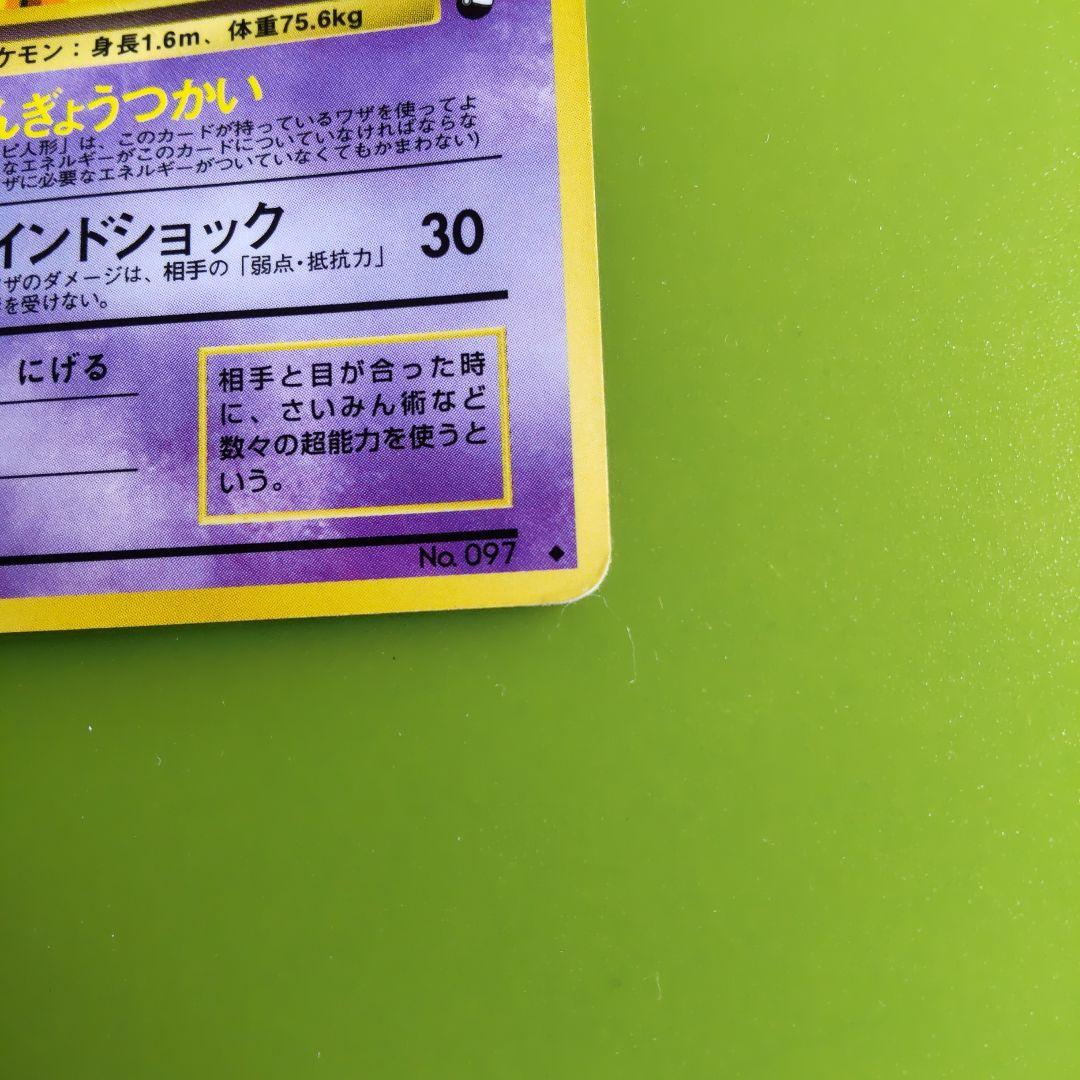 ケモン：身長1.6m、体重75.6kg
んぎょうつかい
ビ人形」は、このカードが持っているワザを使ってよ
なエネルギーがこのカードについていなければならな
ザに必要なエネルギーがついていなくてもかまわない)
インドショック 30
ザのダメージは、相手の「弱点・抵抗力」
を受けない。
にげる
相手と目が合った時
に、さいみん術など
数々の超能力を使うと
いう。
No. 097 ◆